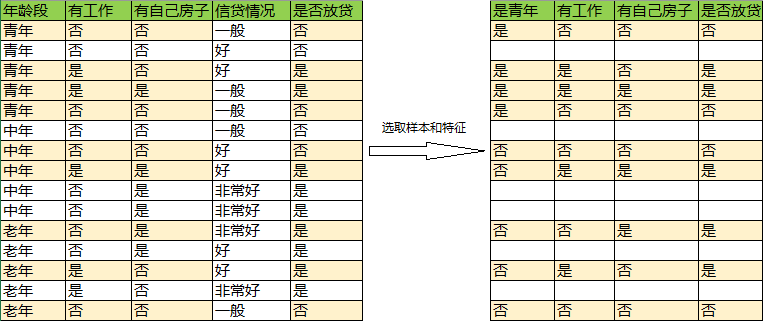 年龄段 有工作 有自己房子 信贷情况 是否放贷 是青年 有工作 有自己房子 是否放贷
青年 否 否 一般 否 是 否 否 否
青年 否 否 好 否
青年 是 否 好 是 是 是 否 是
青年 是 是 一般 是 是 是 是 是
青年 否 否 一般 否 是 否 否 否
中年 否 否 一般 否
选取样本和特征
中年 否 否 好 否 否 否 否 否
中年 是 是 好 是 否 是 是 是
中年 否 是 非常好 是
中年 否 是 非常好 是
老年 否 是 非常好 是 否 否 是 是
老年 否 是 好 是
老年 是 否 好 是 否 是 否 是
老年 是 否 非常好 是
老年 否 否 一般 否 否 否 否 否